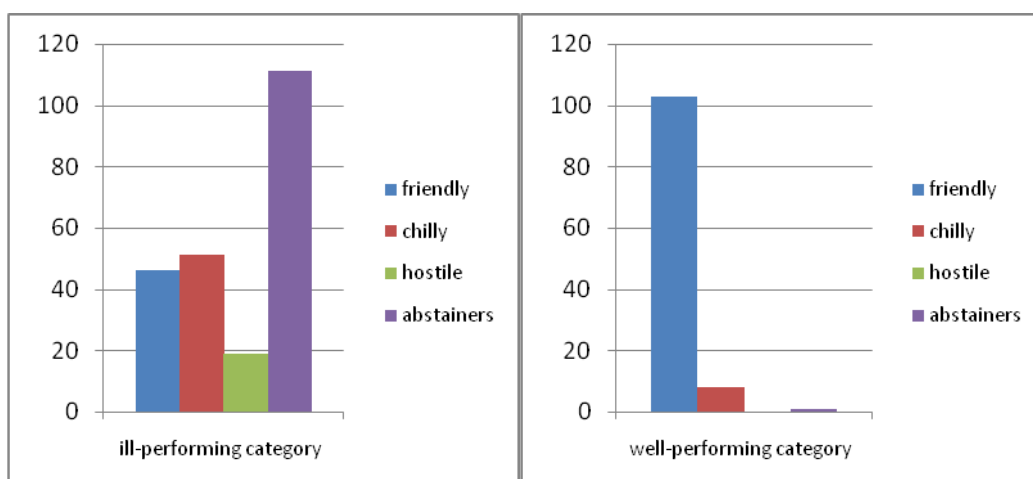 120
100
80
60
40
20
0
ill-performing category
friendly
chilly
hostile
abstainers
120
100
80
60
40
20
0
well-performing category
friendly
chilly
hostile
abstainers